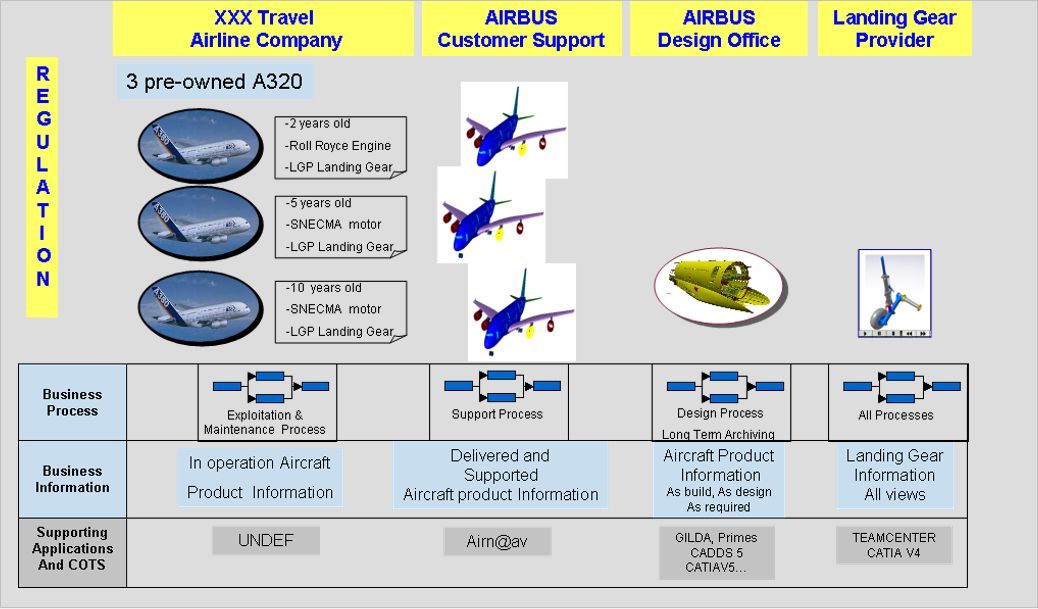 XXX Travel
Airline Company
AIRBUS
Customer Support
AIRBUS
Design Office
Landing Gear
Provider
R
E
G
U
L
A
T
I
O
N
3 pre-owned A320
A380
-2 years old
-Roll Royce Engine
-LGP Landing Gear
A380
-5 years old
-SNECMA motor
-LGP Landing Gear
A380
-10 years old
-SNECMA motor
-LGP Landing Gear
Business
Process
Exploitation &
Maintenance Process
Support Process
Design Process
Long Term Archiving
All Processes
Business
Information
In operation Aircraft
Product Information
Delivered and
Supported
Aircraft product Information
Aircraft Product
Information
As build, As design
As required
Landing Gear
Information
All views
Supporting
Applications
And COTS
UNDEF
Airn@av
GILDA, Primes
CADDS 5
CATIAV5...
TEAMCENTER
CATIA V4